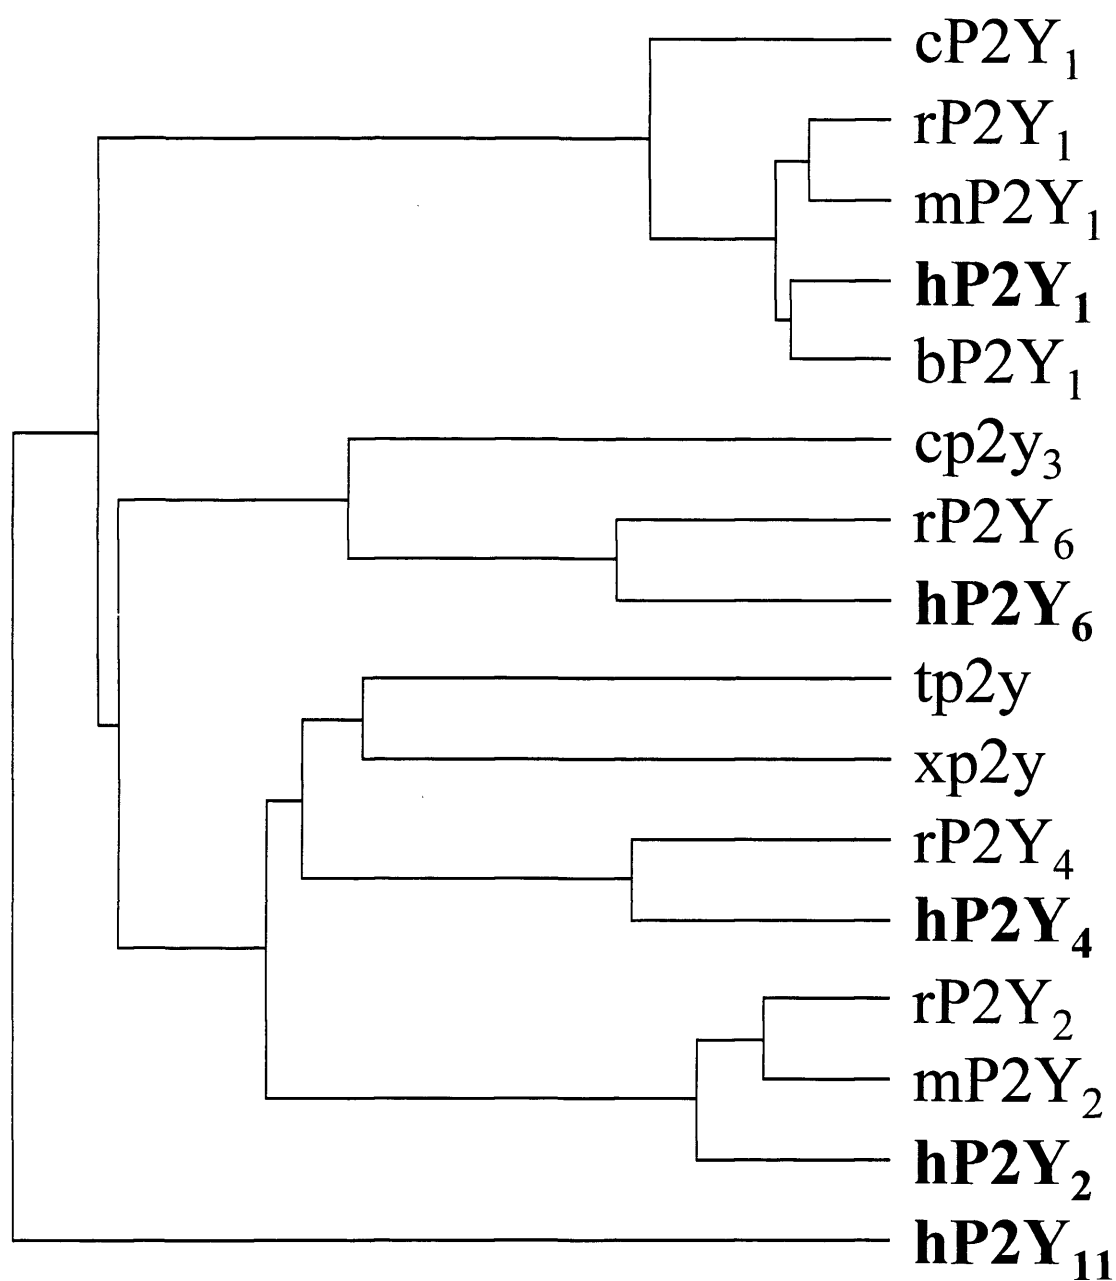 cP2Y₁
rP2Y₁
mP2Y₁
hP2Y₁
bP2Y₁
cp2y₃
rP2Y₆
hP2Y₆
tp2y
xp2y
rP2Y₄
hP2Y₄
rP2Y₂
mP2Y₂
hP2Y₂
hP2Y₁₁